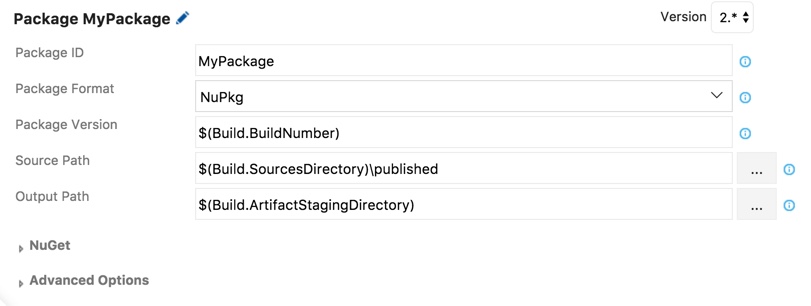 Package MyPackage Version 2.*
Package ID MyPackage
Package Format NuPkg
Package Version $(Build.BuildNumber)
Source Path $(Build.SourcesDirectory)\published ...
Output Path $(Build.ArtifactStagingDirectory) ...
NuGet
Advanced Options